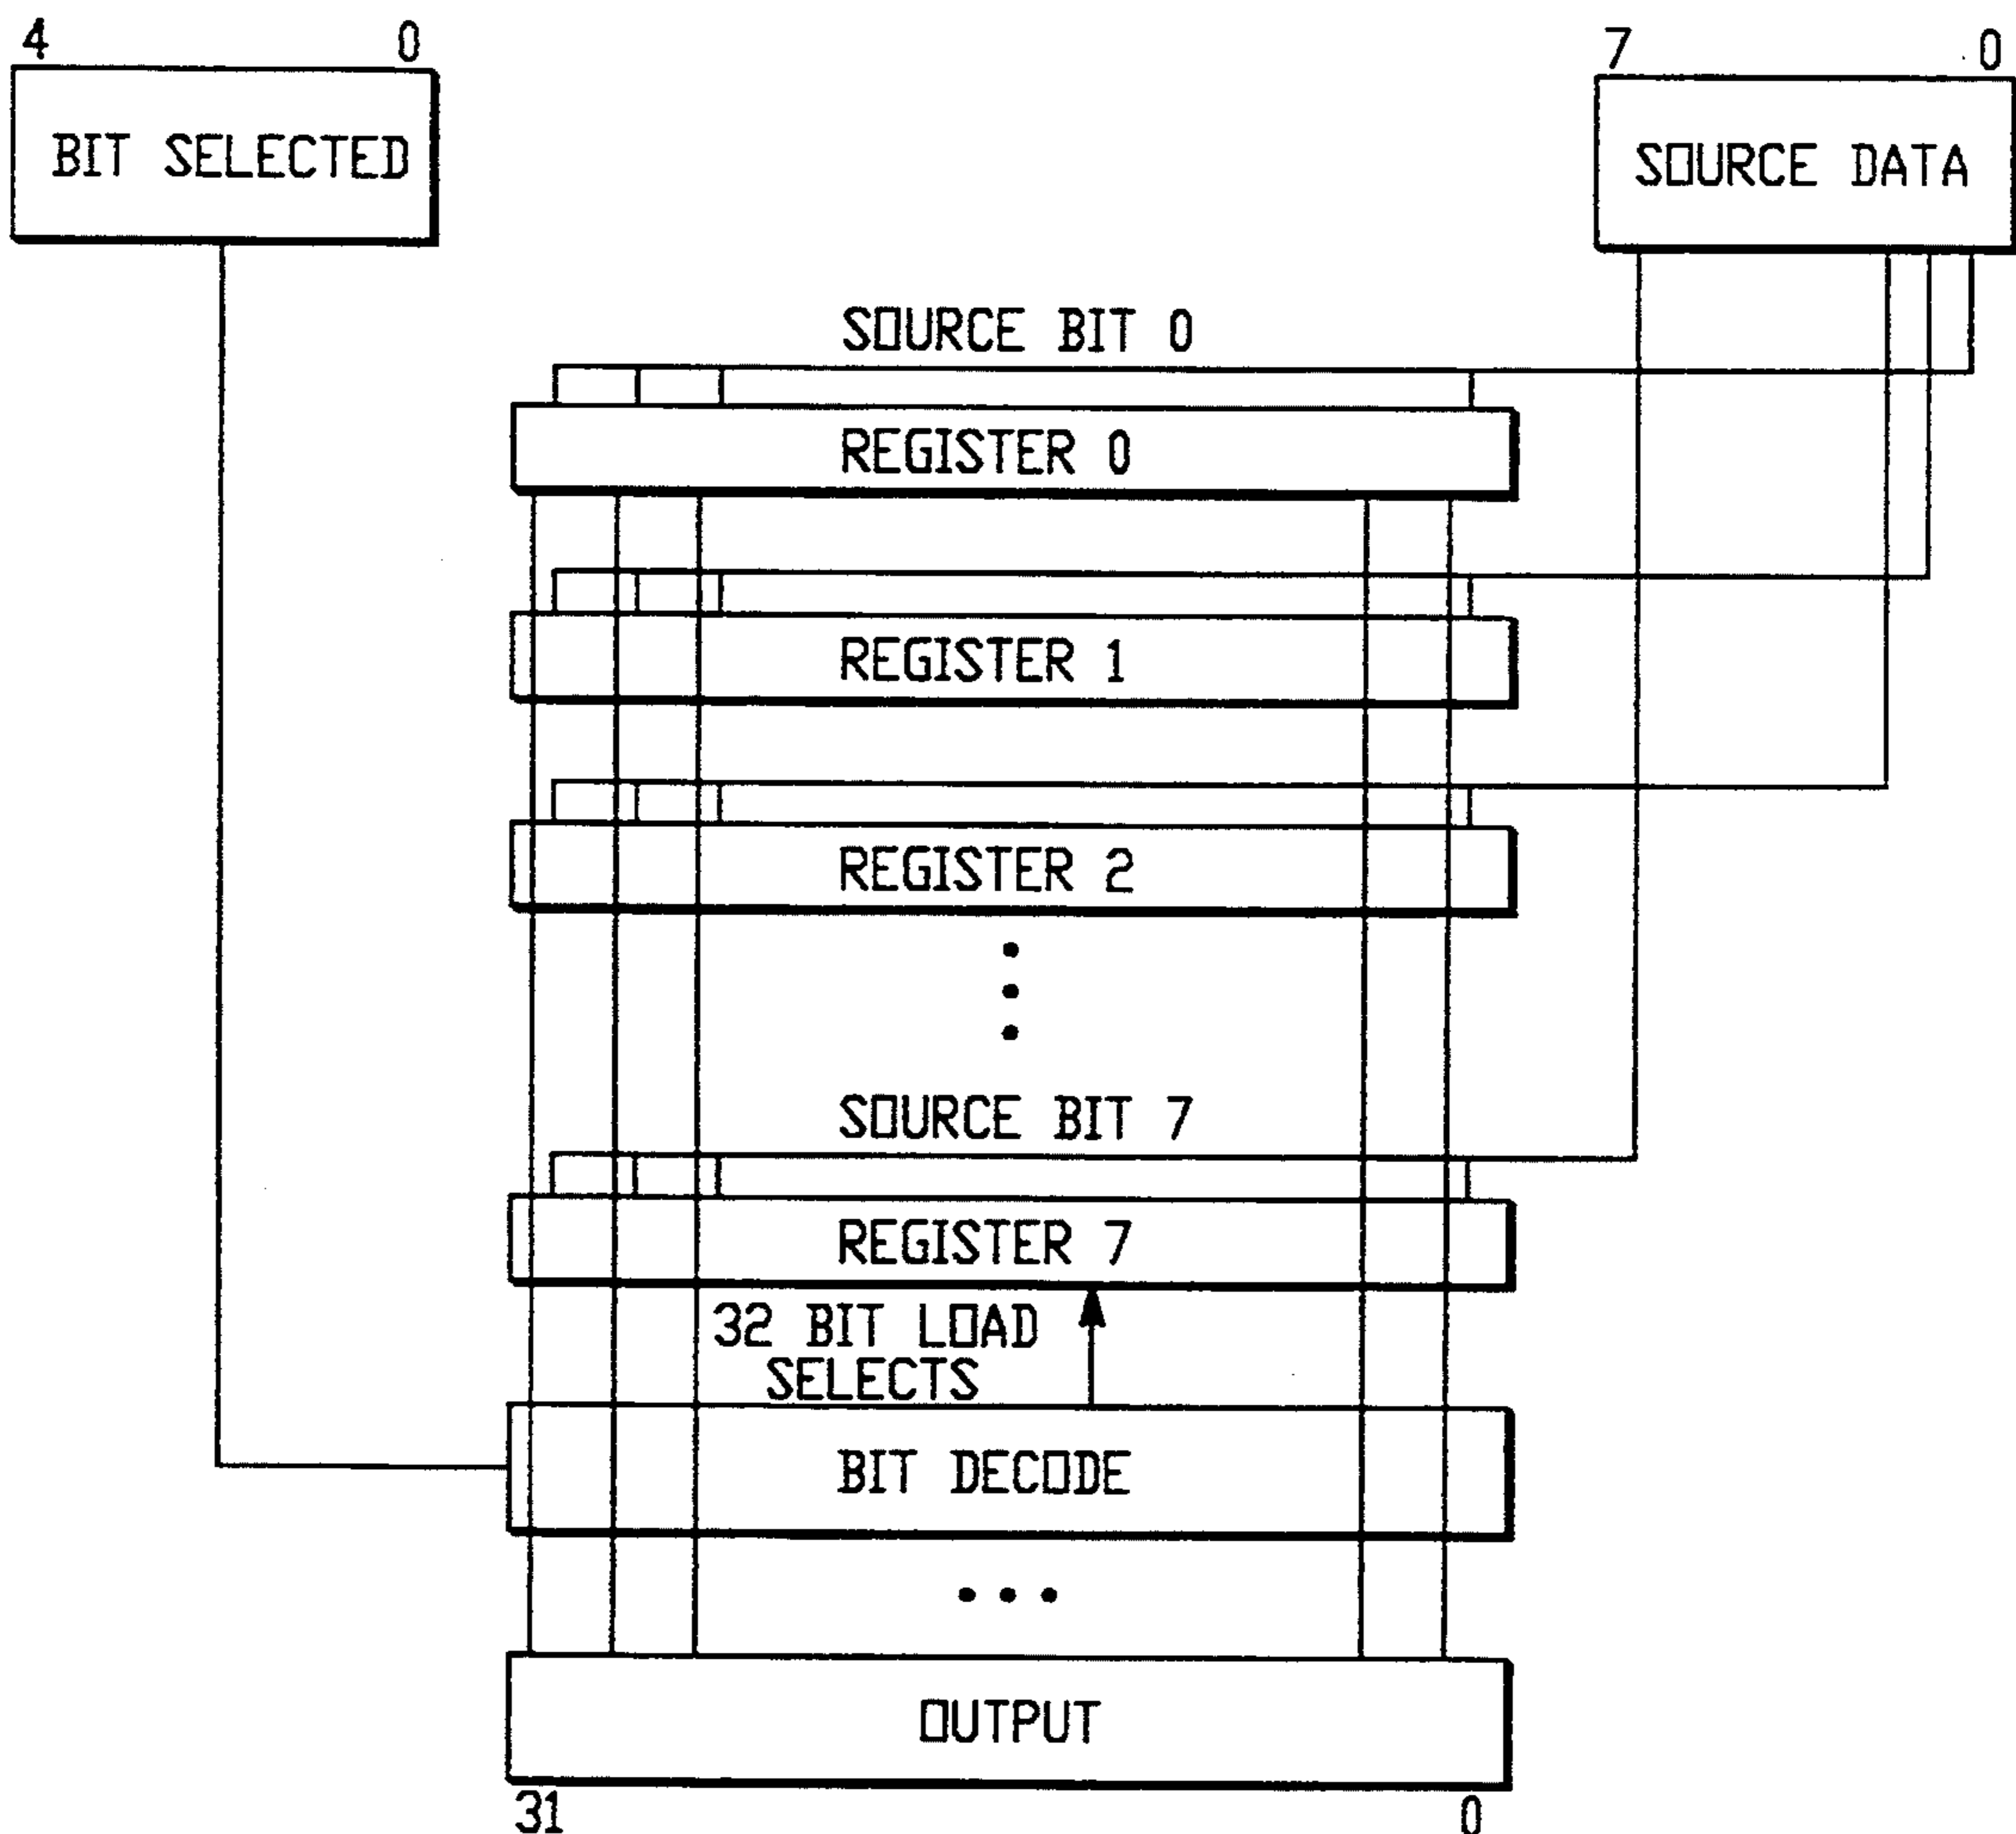 4 0
BIT SELECTED
7 0
SOURCE DATA
SOURCE BIT 0
REGISTER 0
REGISTER 1
REGISTER 2
SOURCE BIT 7
REGISTER 7
32 BIT LOAD
SELECTS
BIT DECODE
OUTPUT
31 0